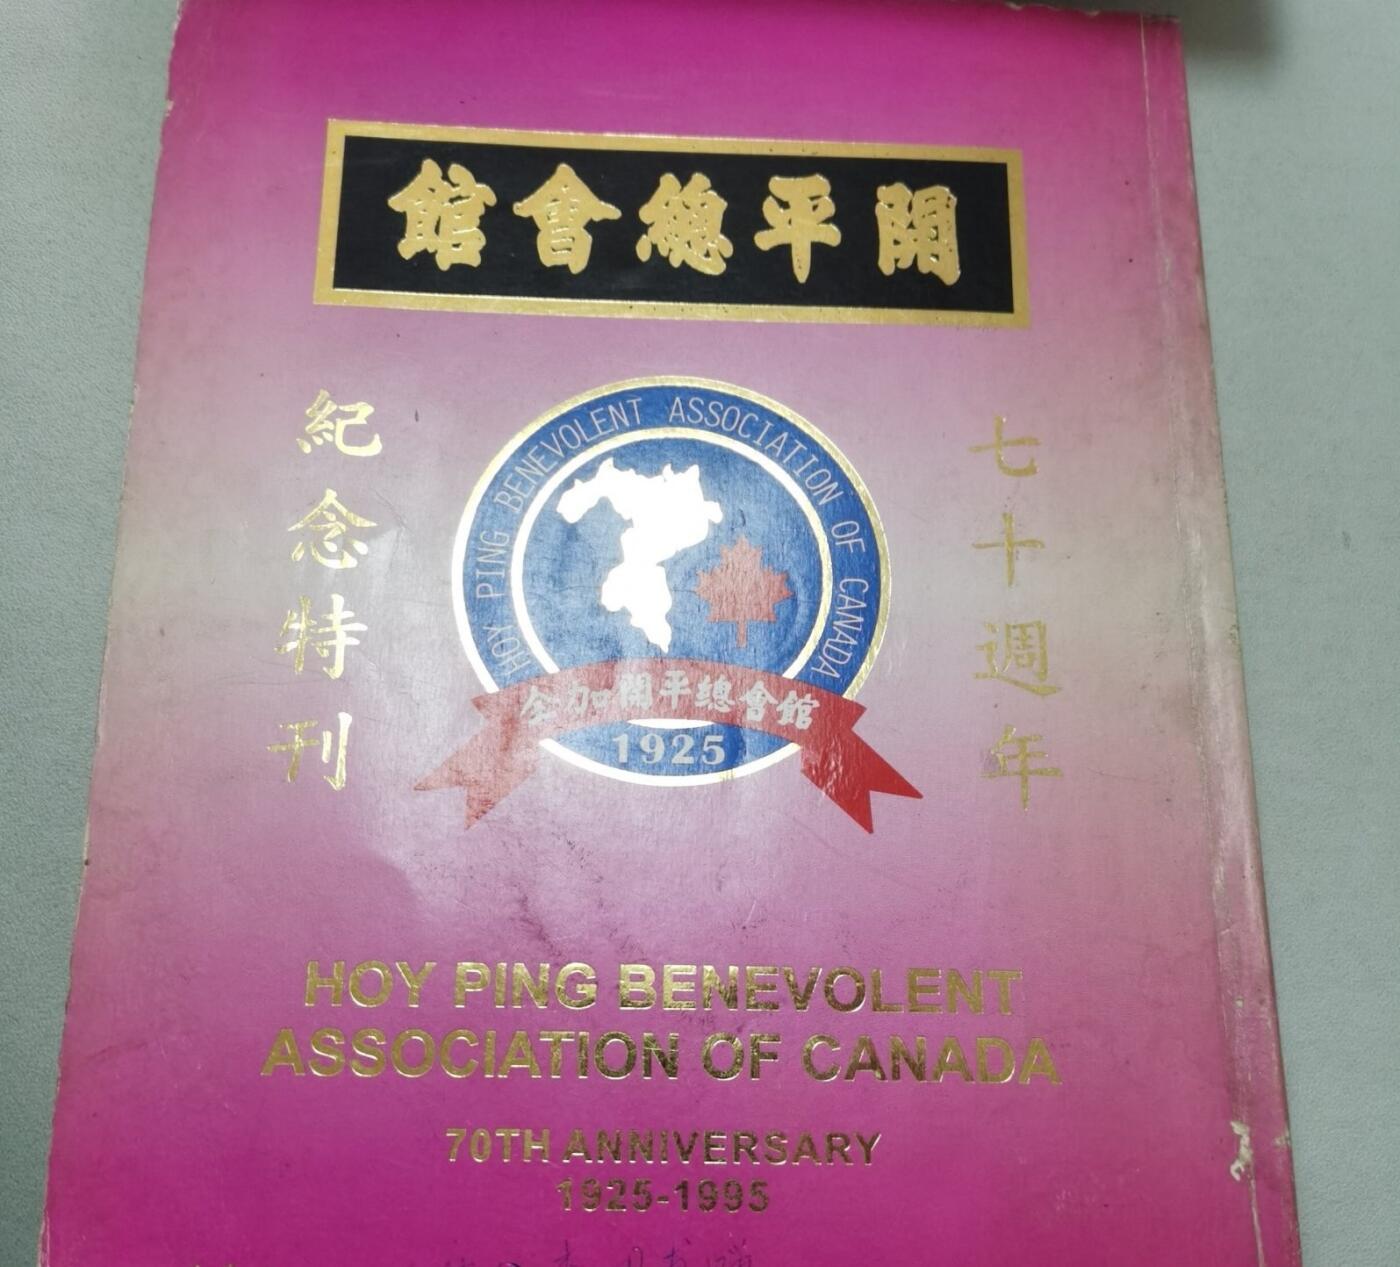 開平總會館
七十週年
紀念特刊
HOY PING BENEVOLENT ASSOCIATION OF CANADA
全加開平總會館
1925
HOY PING BENEVOLENT
ASSOCIATION OF CANADA
70TH ANNIVERSARY
1925-1995